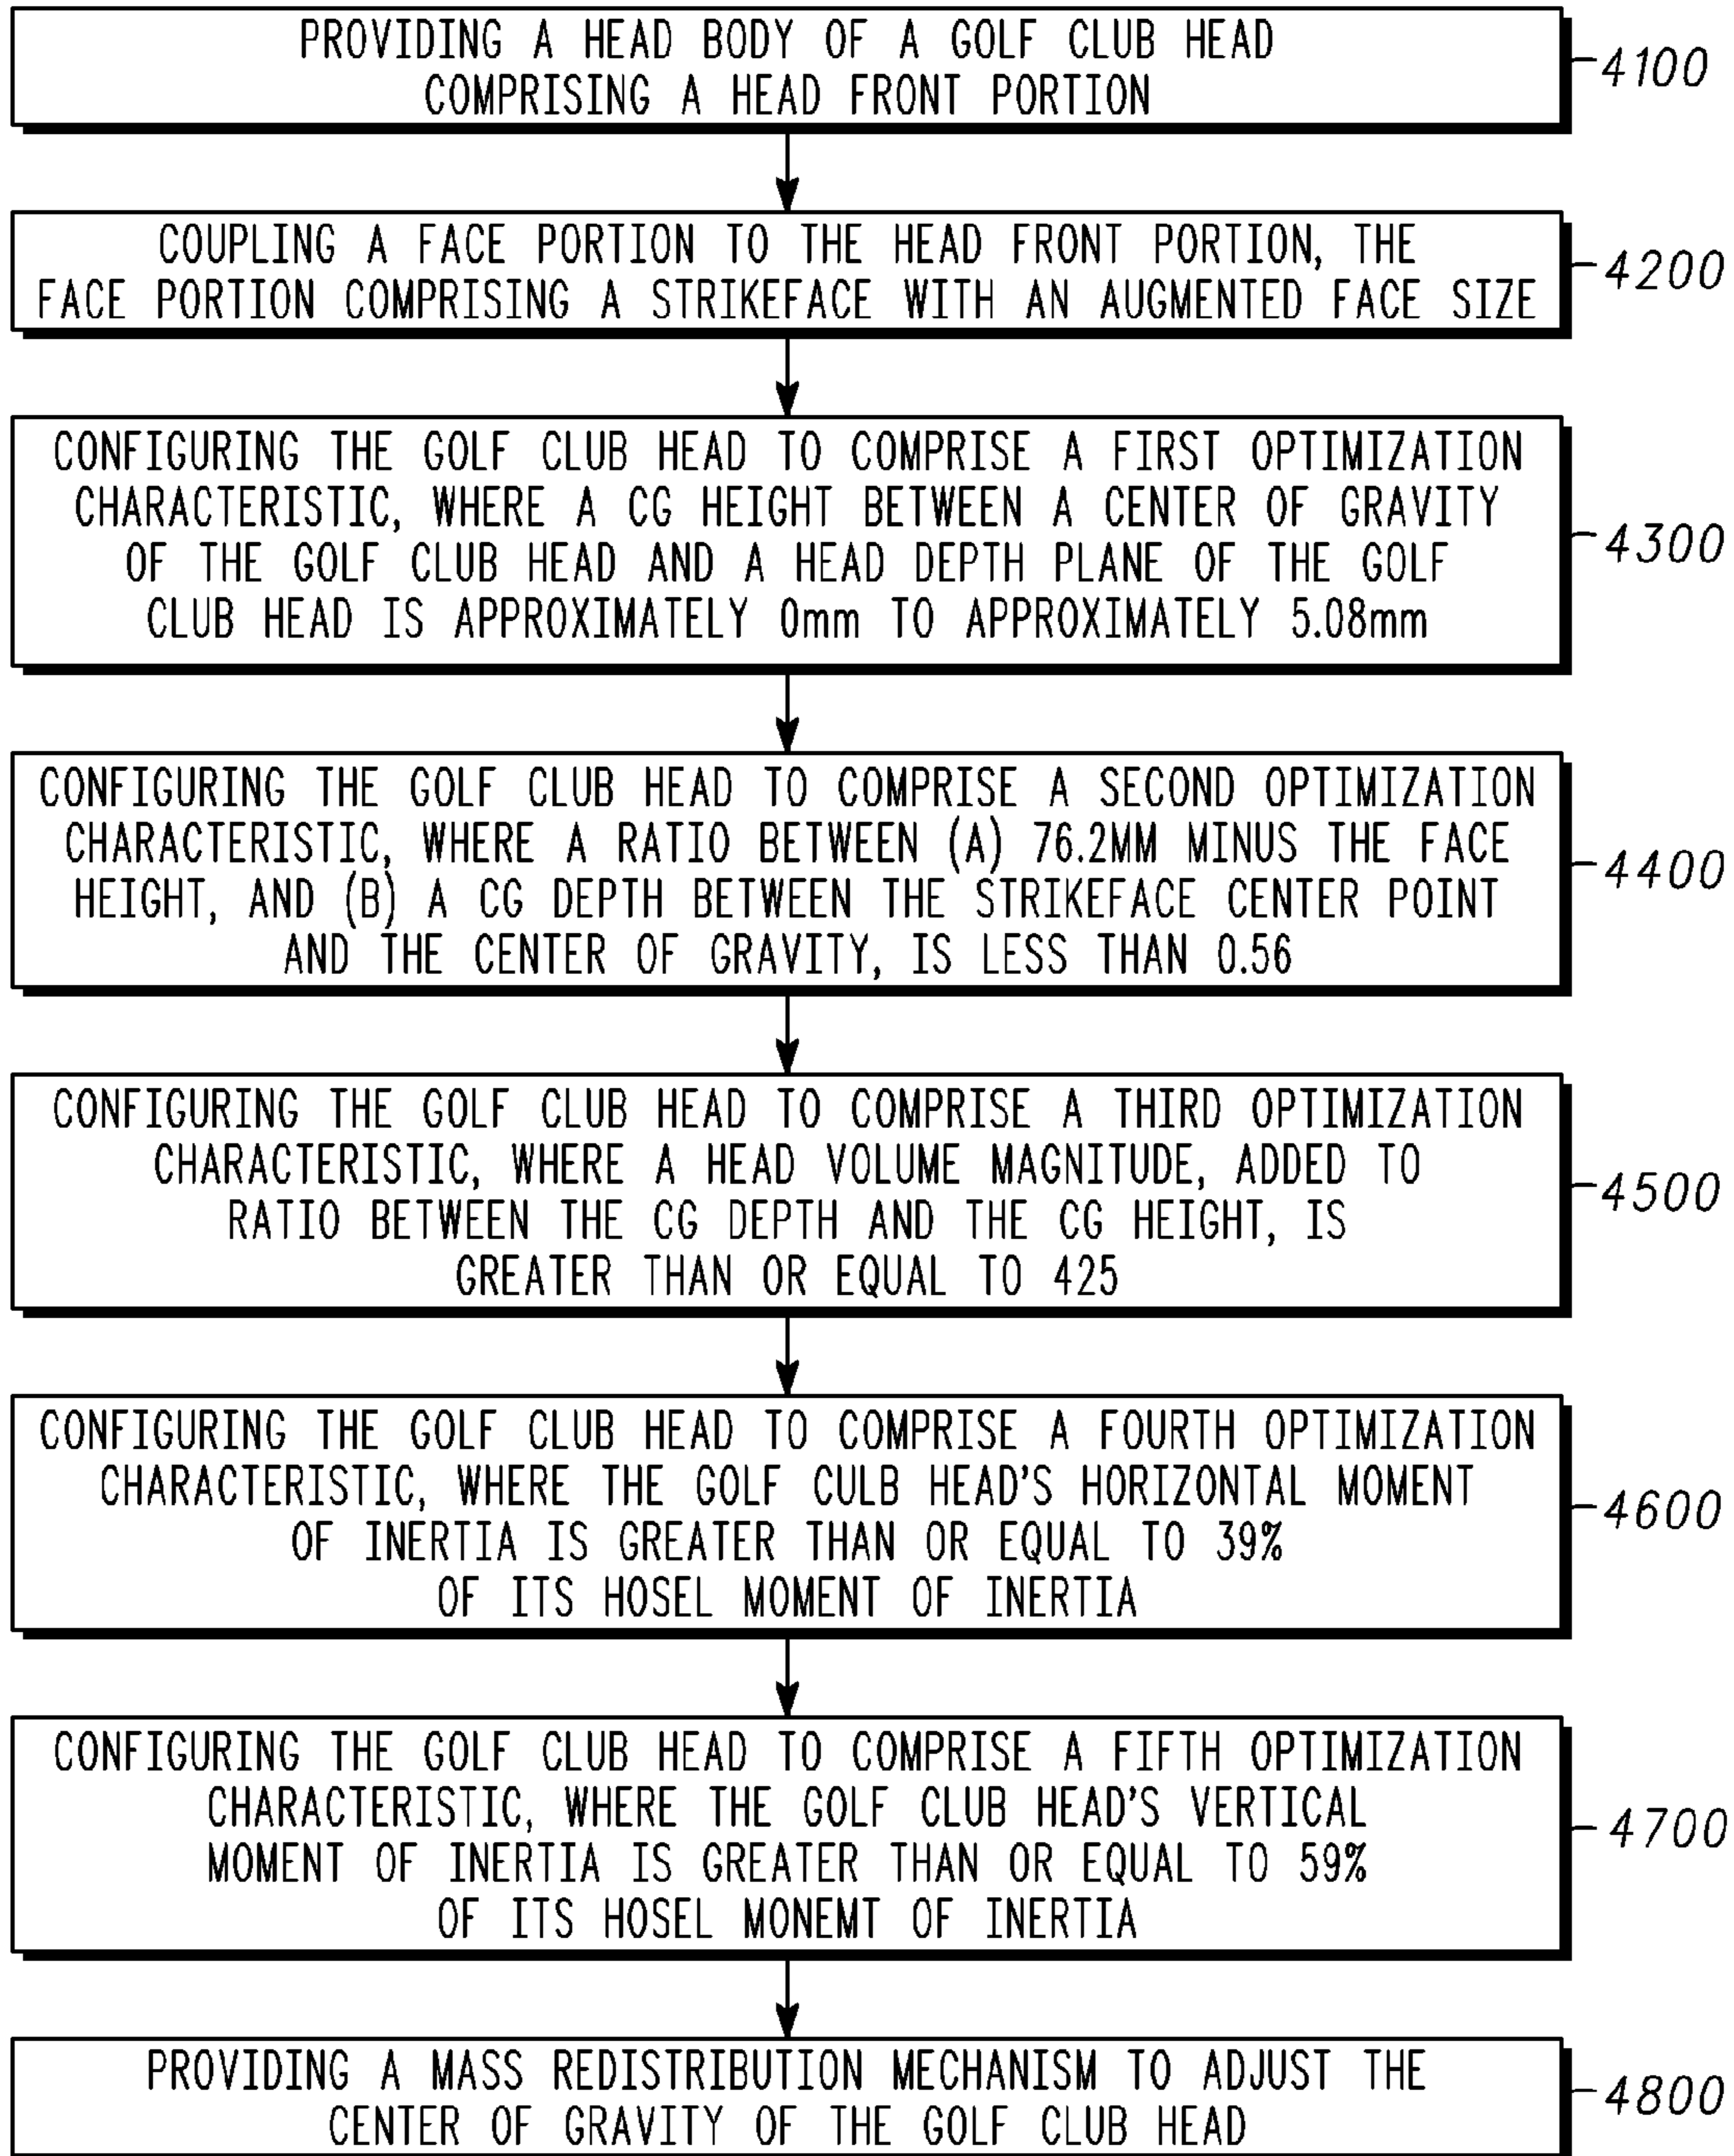 PROVIDING A HEAD BODY OF A GOLF CLUB HEAD
COMPRISING A HEAD FRONT PORTION
4100
COUPLING A FACE PORTION TO THE HEAD FRONT PORTION, THE
FACE PORTION COMPRISING A STRIKEFACE WITH AN AUGMENTED FACE SIZE
4200
CONFIGURING THE GOLF CLUB HEAD TO COMPRISE A FIRST OPTIMIZATION
CHARACTERISTIC, WHERE A CG HEIGHT BETWEEN A CENTER OF GRAVITY
OF THE GOLF CLUB HEAD AND A HEAD DEPTH PLANE OF THE GOLF
CLUB HEAD IS APPROXIMATELY 0mm TO APPROXIMATELY 5.08mm
4300
CONFIGURING THE GOLF CLUB HEAD TO COMPRISE A SECOND OPTIMIZATION
CHARACTERISTIC, WHERE A RATIO BETWEEN (A) 76.2MM MINUS THE FACE
HEIGHT, AND (B) A CG DEPTH BETWEEN THE STRIKEFACE CENTER POINT
AND THE CENTER OF GRAVITY, IS LESS THAN 0.56
4400
CONFIGURING THE GOLF CLUB HEAD TO COMPRISE A THIRD OPTIMIZATION
CHARACTERISTIC, WHERE A HEAD VOLUME MAGNITUDE, ADDED TO
RATIO BETWEEN THE CG DEPTH AND THE CG HEIGHT, IS
GREATER THAN OR EQUAL TO 425
4500
CONFIGURING THE GOLF CLUB HEAD TO COMPRISE A FOURTH OPTIMIZATION
CHARACTERISTIC, WHERE THE GOLF CULB HEAD'S HORIZONTAL MOMENT
OF INERTIA IS GREATER THAN OR EQUAL TO 39%
OF ITS HOSEL MOMENT OF INERTIA
4600
CONFIGURING THE GOLF CLUB HEAD TO COMPRISE A FIFTH OPTIMIZATION
CHARACTERISTIC, WHERE THE GOLF CLUB HEAD'S VERTICAL
MOMENT OF INERTIA IS GREATER THAN OR EQUAL TO 59%
OF ITS HOSEL MONEMT OF INERTIA
4700
PROVIDING A MASS REDISTRIBUTION MECHANISM TO ADJUST THE
CENTER OF GRAVITY OF THE GOLF CLUB HEAD
4800